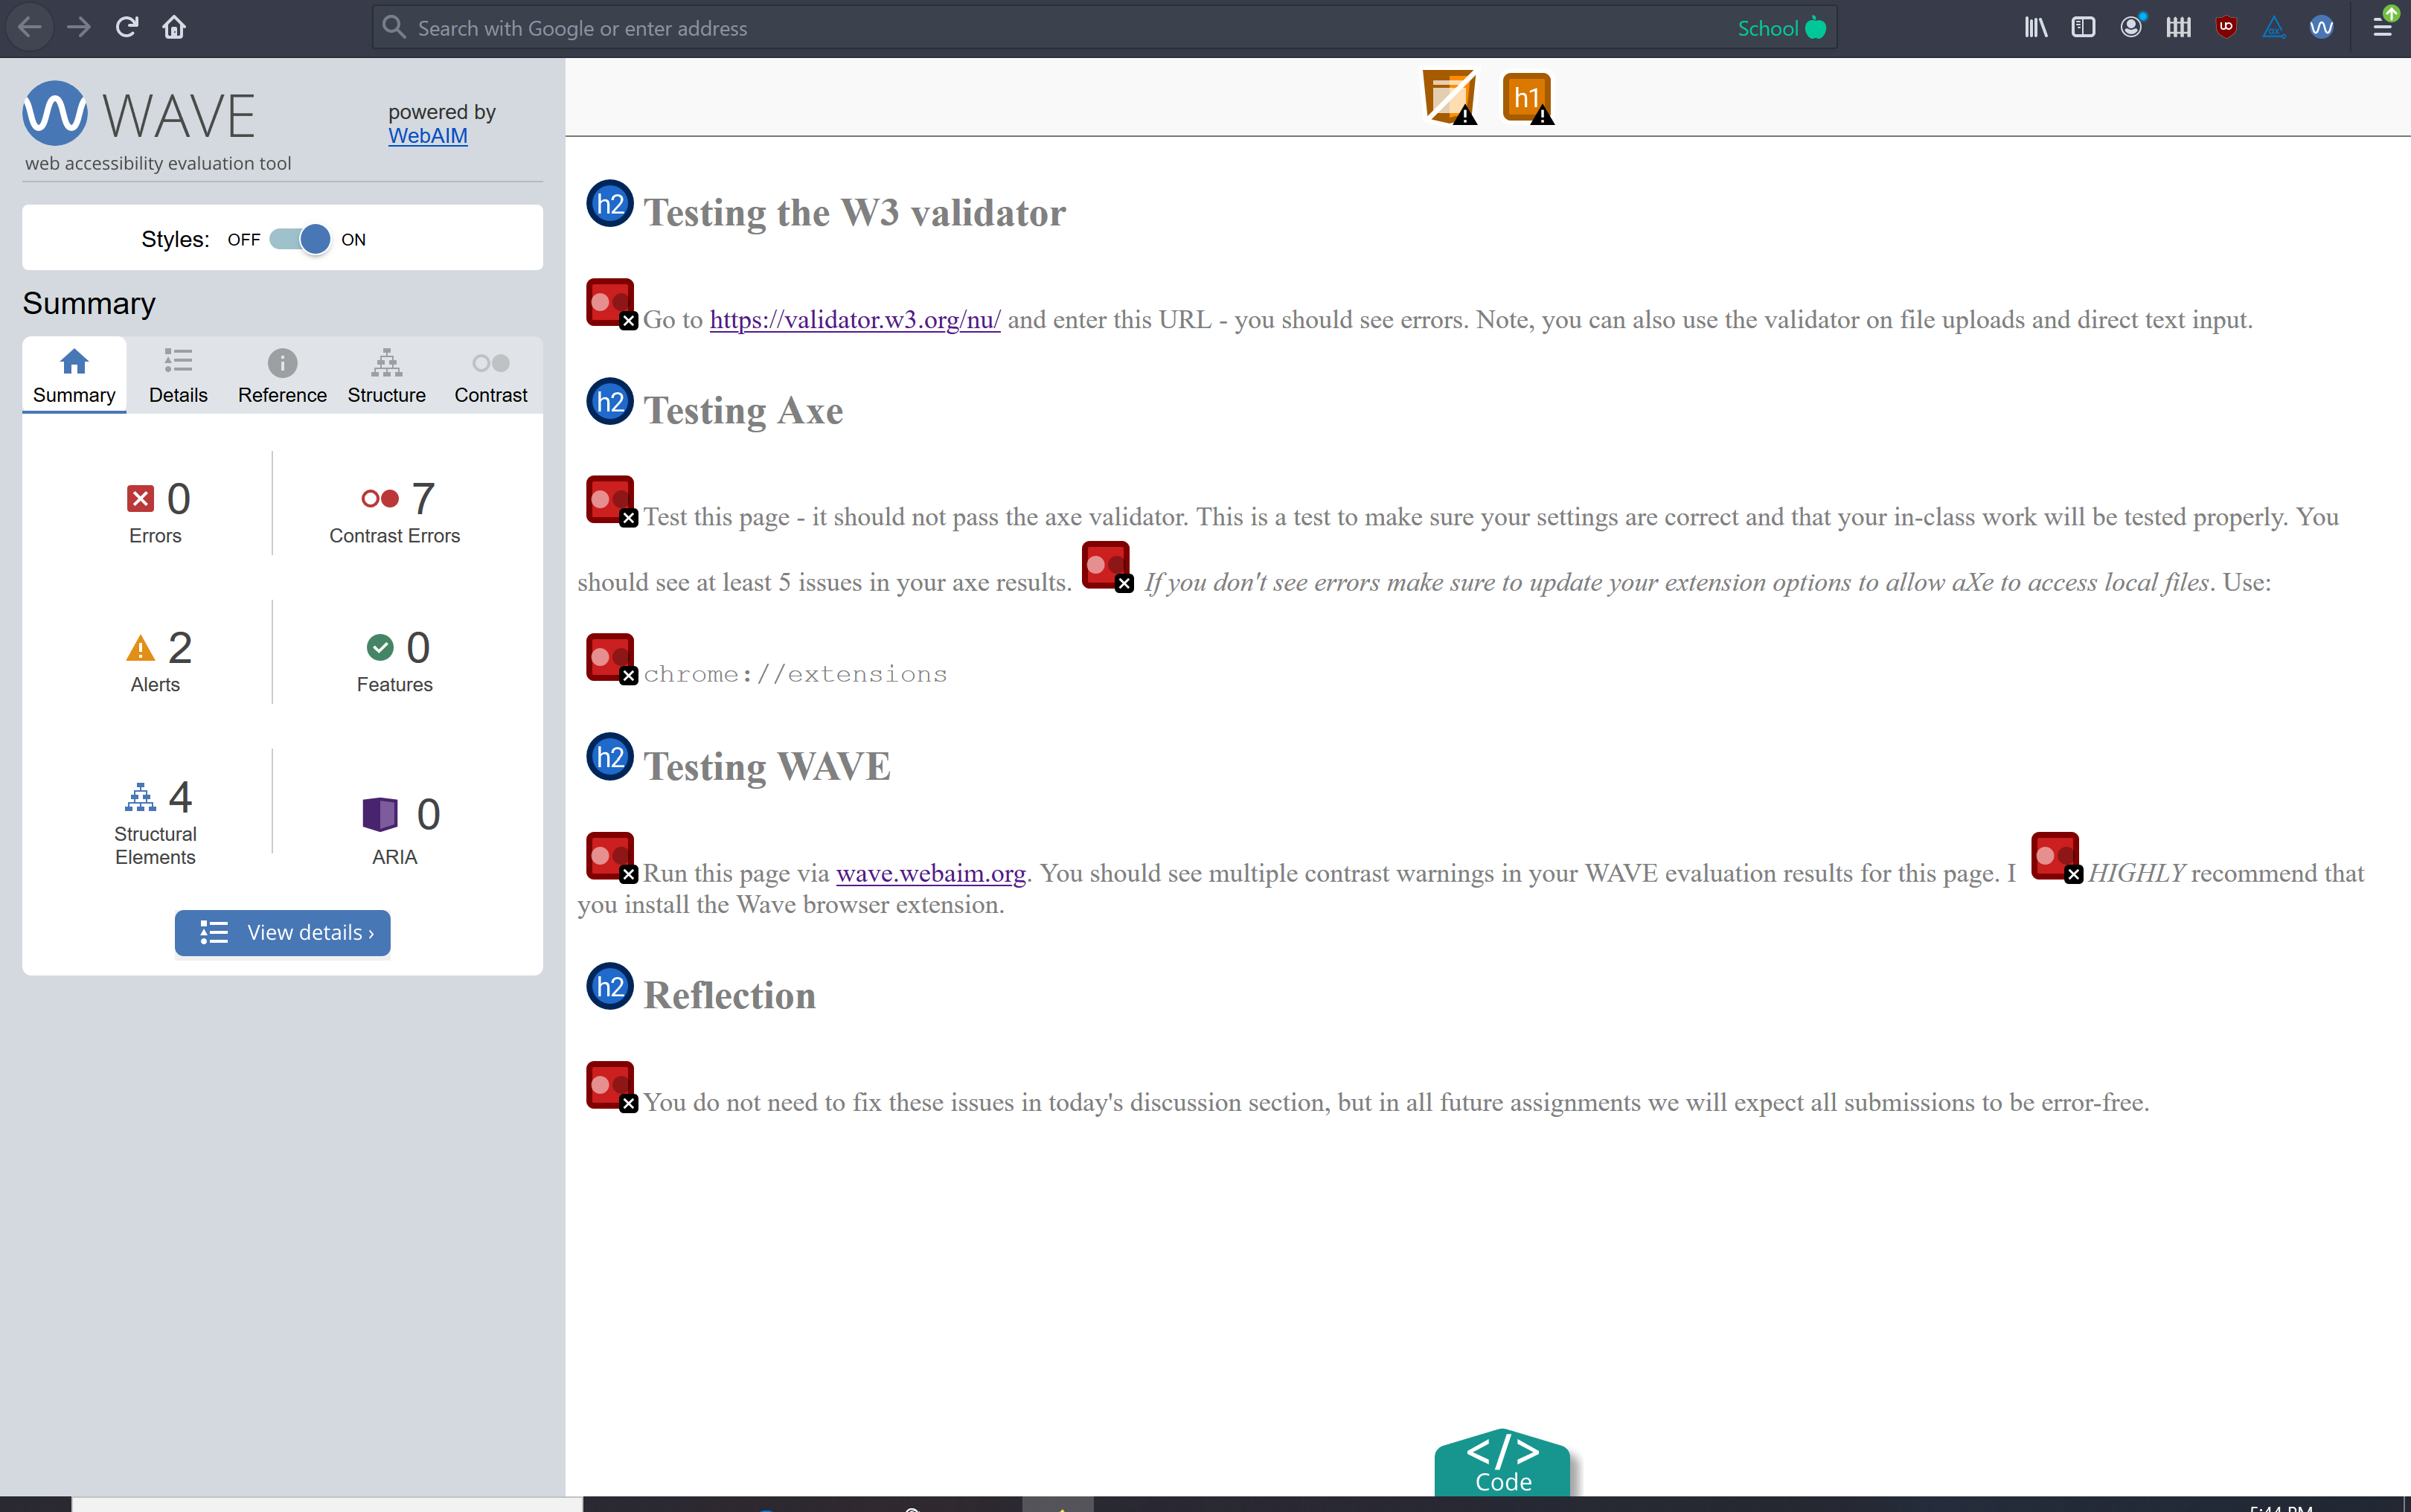 Search with Google or enter address
School
WAVE
powered by
WebAIM
web accessibility evaluation tool
Styles: OFF ON
Summary
Summary Details Reference Structure Contrast
0
Errors
7
Contrast Errors
2
Alerts
0
Features
4
Structural
Elements
0
ARIA
View details ›
h1
h2 Testing the W3 validator
Go to https://validator.w3.org/nu/ and enter this URL - you should see errors. Note, you can also use the validator on file uploads and direct text input.
h2 Testing Axe
Test this page - it should not pass the axe validator. This is a test to make sure your settings are correct and that your in-class work will be tested properly. You
should see at least 5 issues in your axe results. If you don't see errors make sure to update your extension options to allow aXe to access local files. Use:
chrome://extensions
h2 Testing WAVE
Run this page via wave.webaim.org. You should see multiple contrast warnings in your WAVE evaluation results for this page. I HIGHLY recommend that
you install the Wave browser extension.
h2 Reflection
You do not need to fix these issues in today's discussion section, but in all future assignments we will expect all submissions to be error-free.
</>
Code